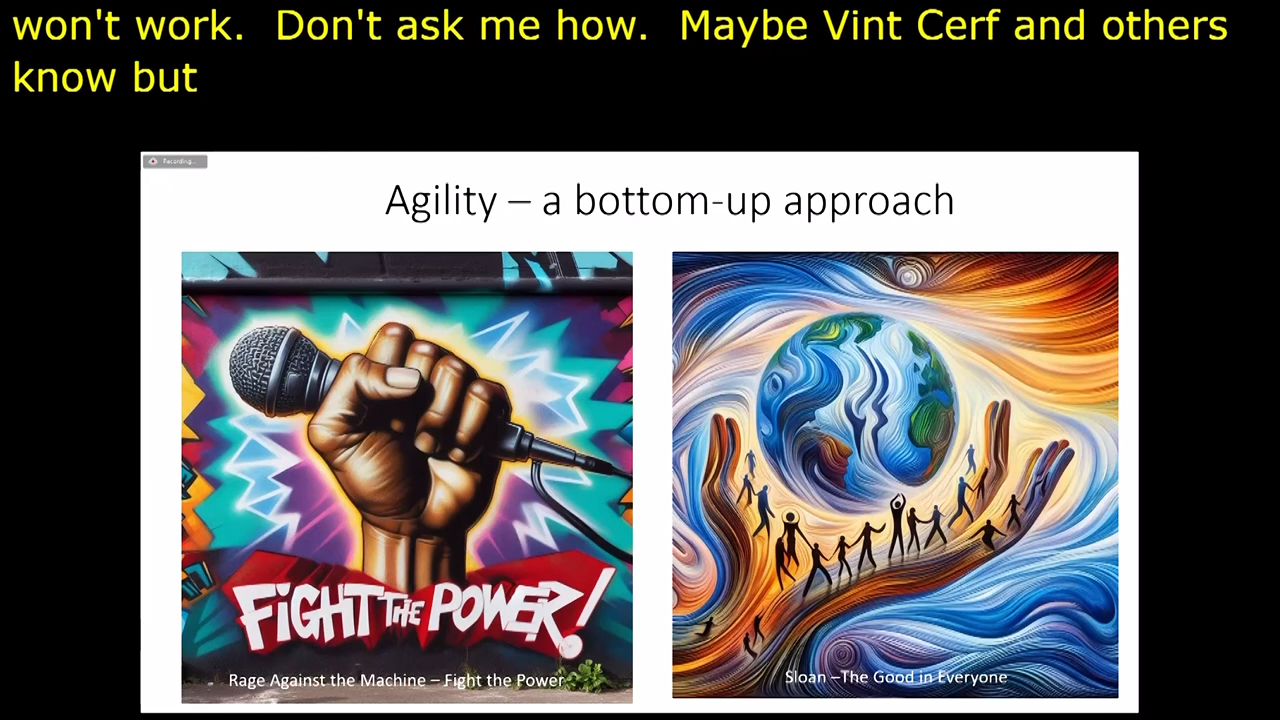 won't work.  Don't ask me how.  Maybe Vint Cerf and others
know but
Recording...
Agility – a bottom-up approach
FiGHT THE POWER!
Rage Against the Machine – Fight the Power
Sloan –The Good in Everyone